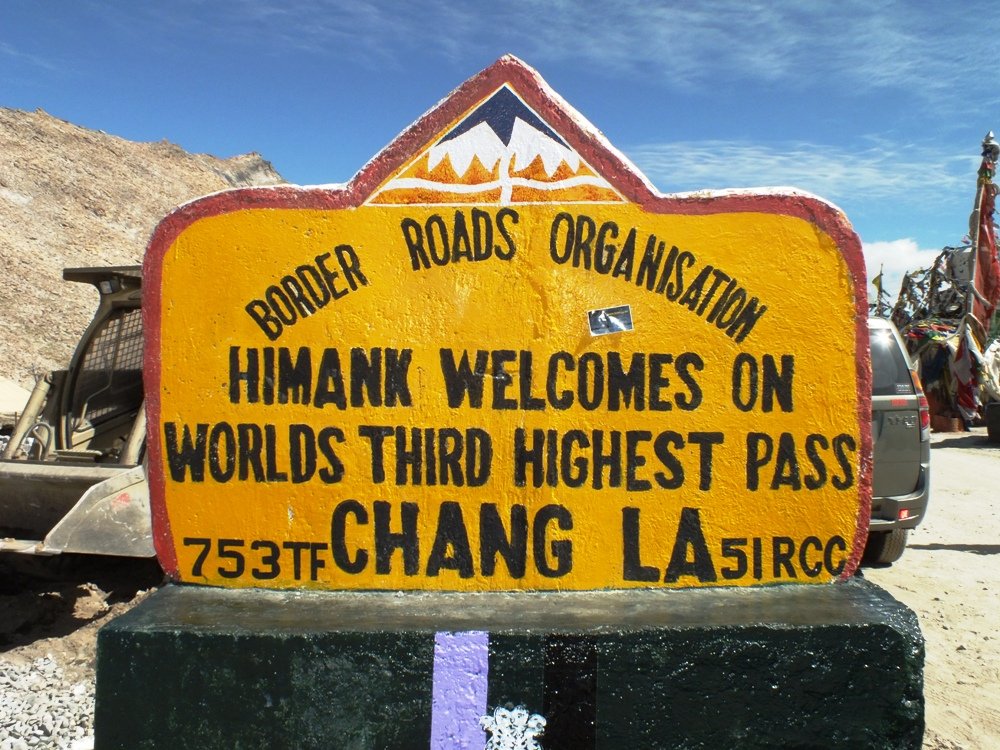 BORDER ROADS ORGANISATION
HIMANK WELCOMES ON
WORLDS THIRD HIGHEST PASS
753TF CHANG LA 51RCC